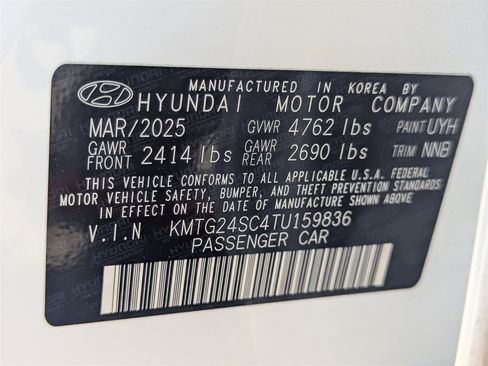 MANUFACTURED IN KOREA BY
HYUNDAI MOTOR COMPANY
MAR/2025 GVWR 4762 lbs PAINT UYH
GAWR FRONT 2414 lbs GAWR REAR 2690 lbs TRIM NNB
THIS VEHICLE CONFORMS TO ALL APPLICABLE U.S.A. FEDERAL
MOTOR VEHICLE SAFETY, BUMPER, AND THEFT PREVENTION STANDARDS
IN EFFECT ON THE DATE OF MANUFACTURE SHOWN ABOVE.
V.I.N KMTG24SC4TU159836
PASSENGER CAR